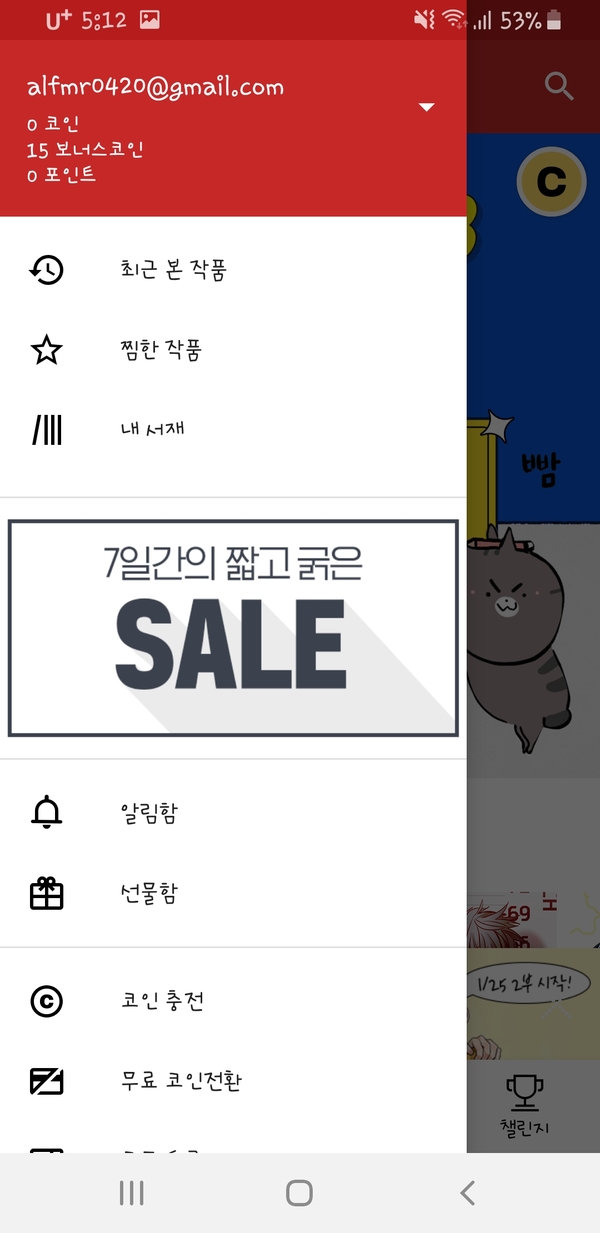 U+ 5:12 53%
alfmr0420@gmail.com
0 코인
15 보너스코인
0 포인트
C
최근 본 작품
찜한 작품
내 서재
빰
7일간의 짧고 굵은
SALE
알림함
선물함
69
1/25 2부 시작!
코인 충전
무료 코인전환
챌린지